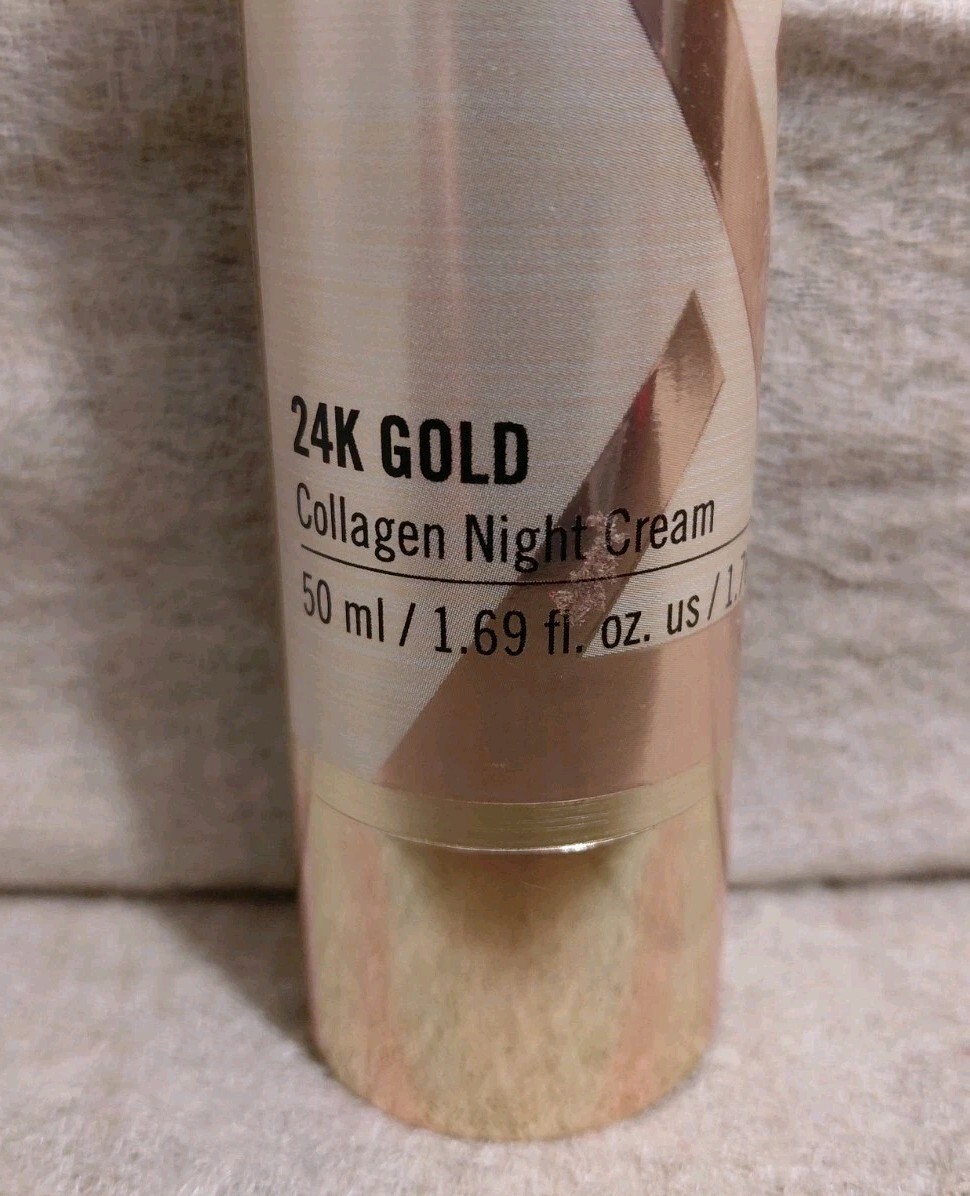 24K GOLD
Collagen Night Cream
50 ml / 1.69 fl. oz. us /